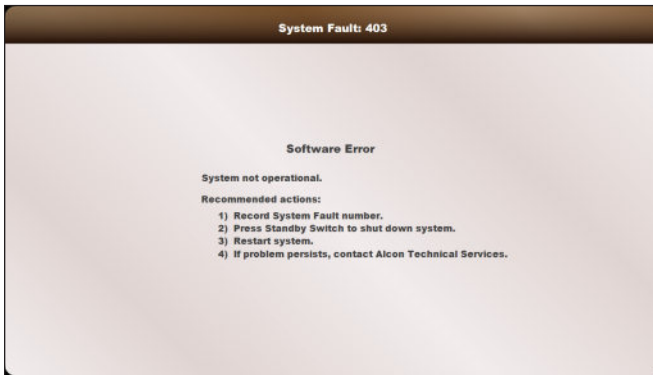 System Fault: 403
Software Error
System not operational.
Recommended actions:
1) Record System Fault number.
2) Press Standby Switch to shut down system.
3) Restart system.
4) If problem persists, contact Alcon Technical Services.